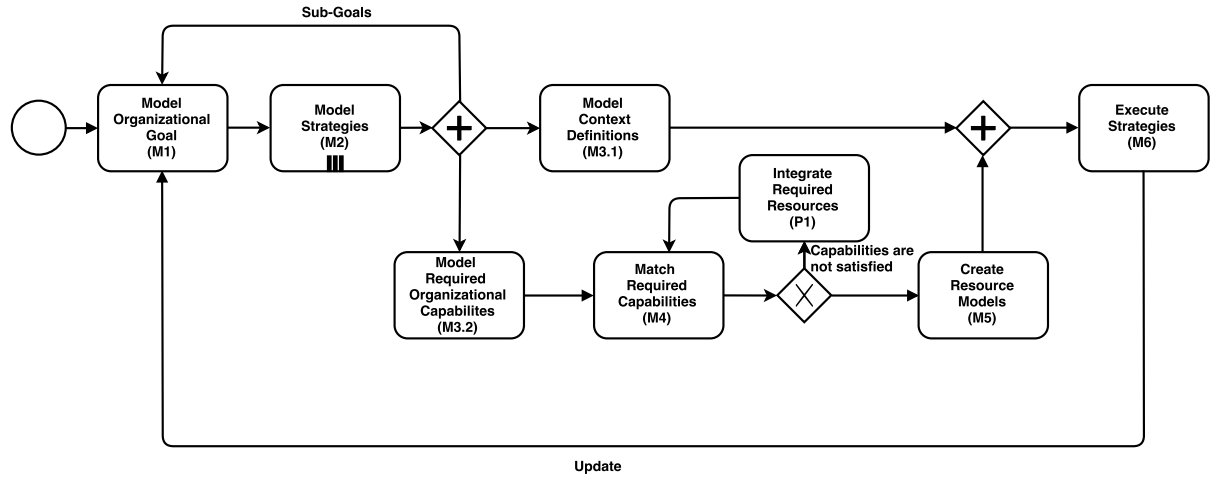 Sub-Goals
Model
Organizational
Goal
(M1)
Model
Strategies
(M2)
Model
Context
Definitions
(M3.1)
Execute
Strategies
(M6)
Integrate
Required
Resources
(P1)
Capabilities are
not satisfied
Model
Required
Organizational
Capabilites
(M3.2)
Match
Required
Capabilities
(M4)
Create
Resource
Models
(M5)
Update